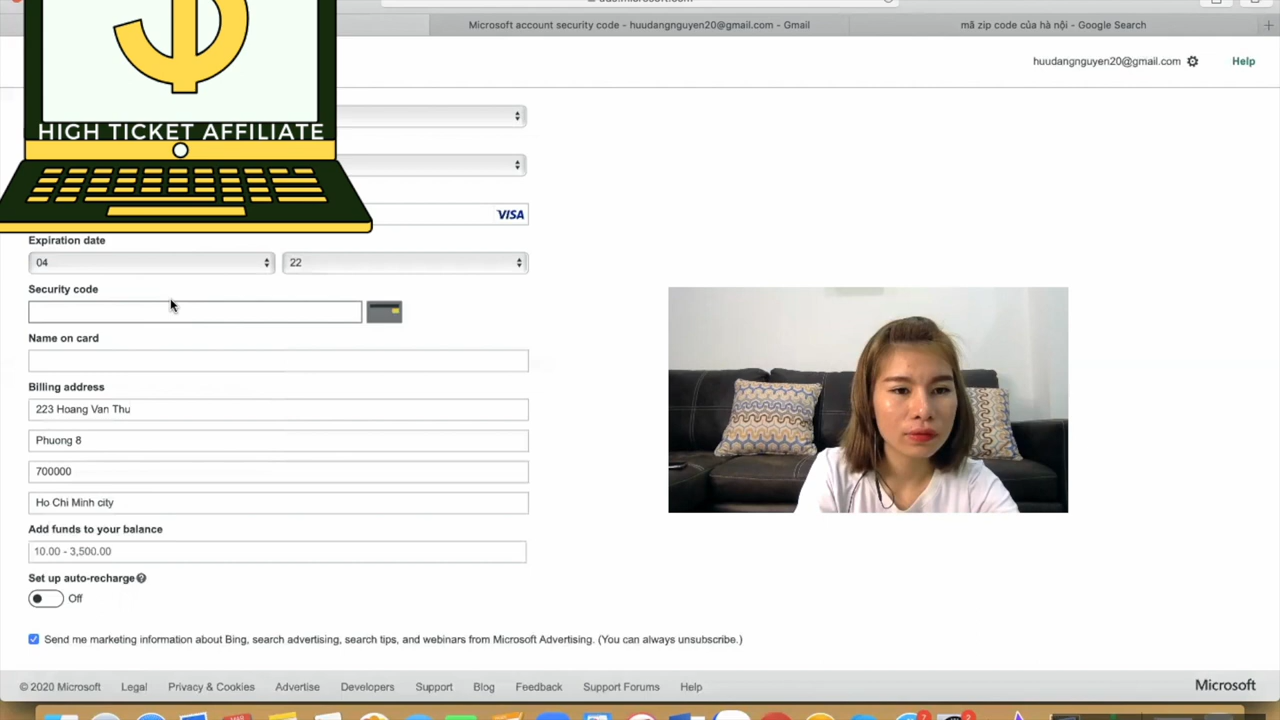 ads.microsoft.com
Microsoft account security code - huudangnguyen20@gmail.com - Gmail
mã zip code của hà nội - Google Search
huudangnguyen20@gmail.com
Help
HIGH TICKET AFFILIATE
VISA
Expiration date
04
22
Security code
Name on card
Billing address
223 Hoang Van Thu
Phuong 8
700000
Ho Chi Minh city
Add funds to your balance
10.00 - 3,500.00
Set up auto-recharge
Off
Send me marketing information about Bing, search advertising, search tips, and webinars from Microsoft Advertising. (You can always unsubscribe.)
© 2020 Microsoft Legal Privacy & Cookies Advertise Developers Support Blog Feedback Support Forums Help
Microsoft